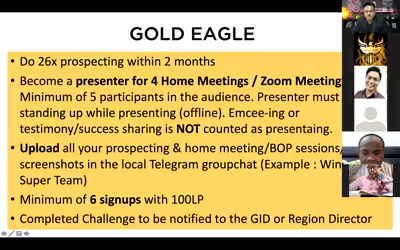 GOLD EAGLE
• Do 26x prospecting within 2 months
• Become a presenter for 4 Home Meetings / Zoom Meeting
Minimum of 5 participants in the audience. Presenter must
standing up while presenting (offline). Emcee-ing or
testimony/success sharing is NOT counted as presentaing.
• Upload all your prospecting & home meeting/BOP sessions
screenshots in the local Telegram groupchat (Example : Win
Super Team)
• Minimum of 6 signups with 100LP
• Completed Challenge to be notified to the GID or Region Director